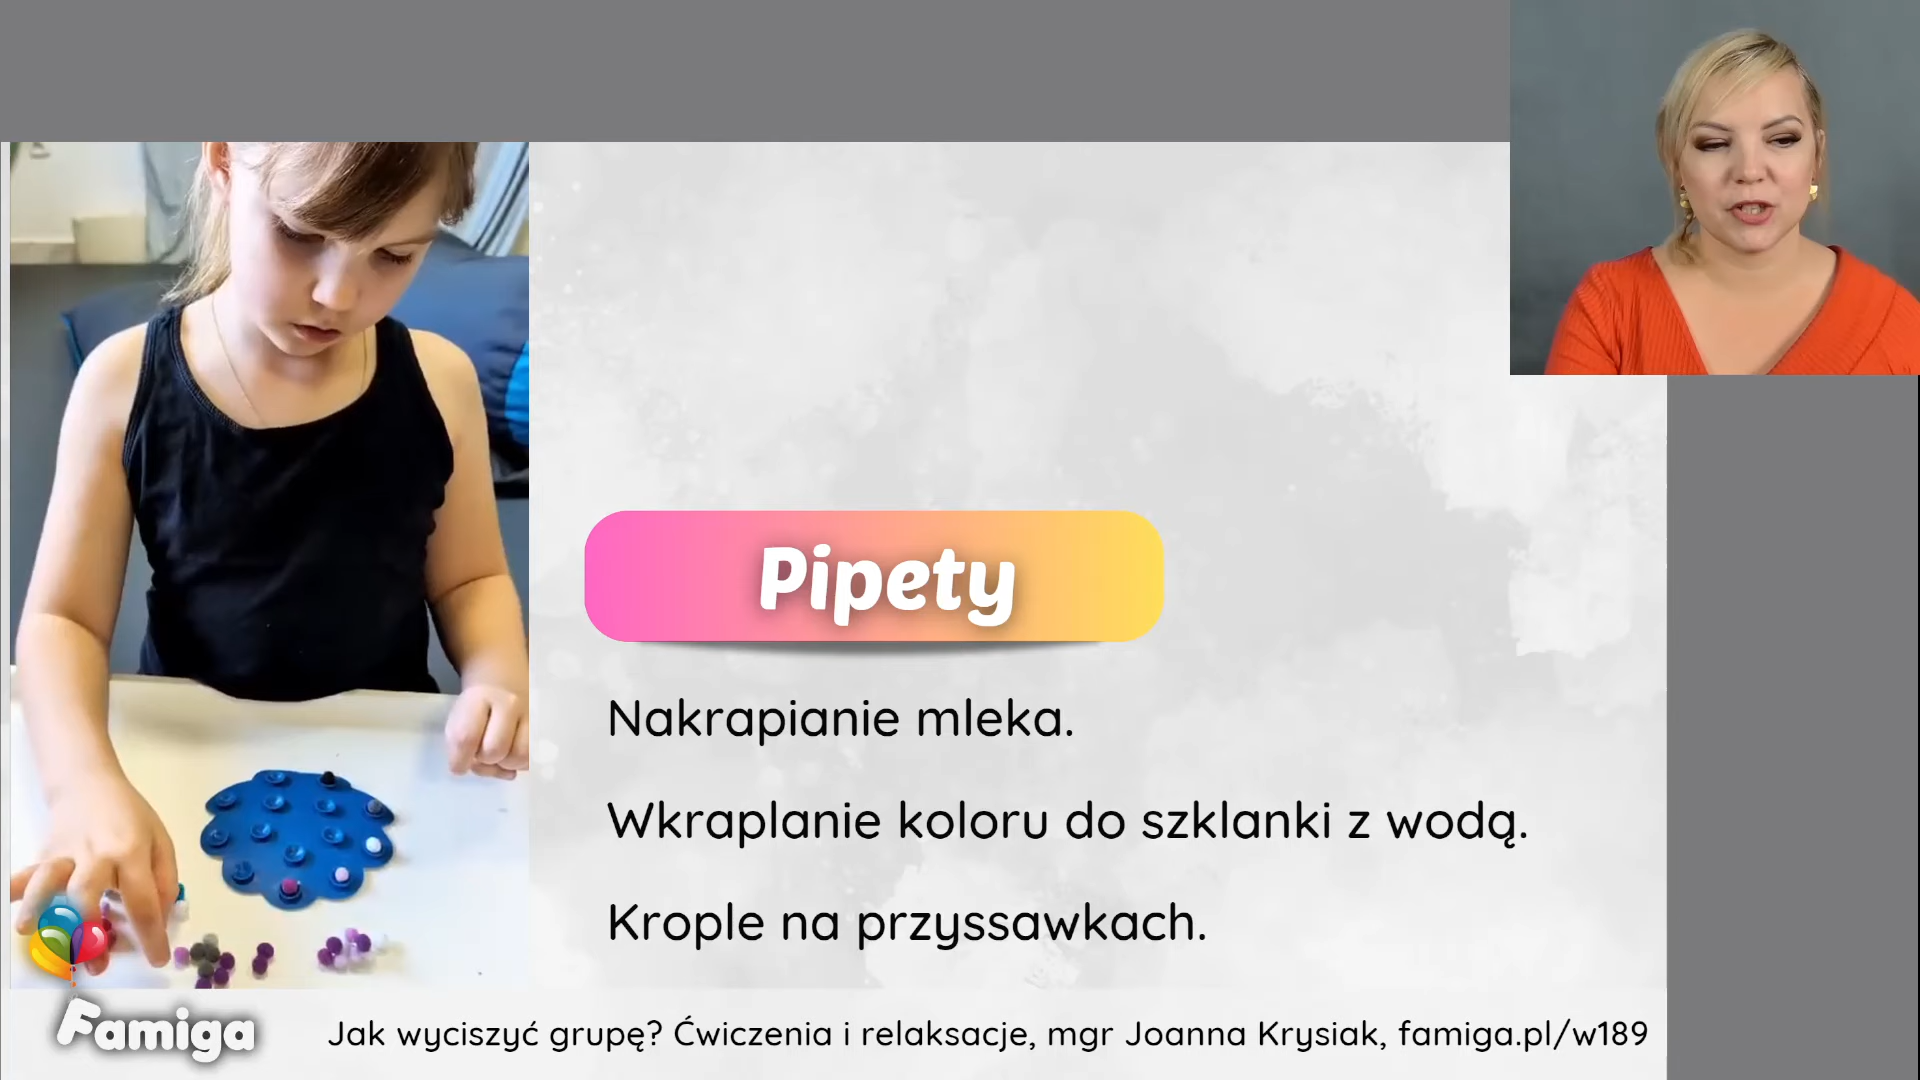 Pipety
Nakrapianie mleka.
Wkraplanie koloru do szklanki z wodą.
Krople na przyssawkach.
Famiga
Jak wyciszyć grupę? Ćwiczenia i relaksacje, mgr Joanna Krysiak, famiga.pl/w189